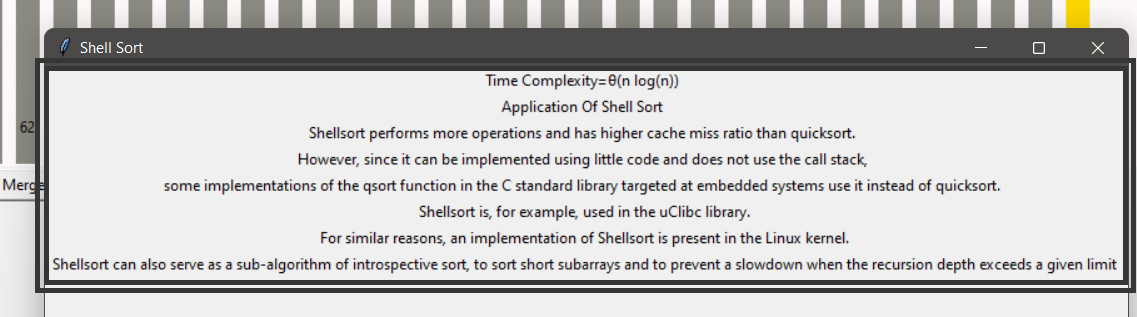 Shell Sort
Time Complexity=θ(n log(n))
Application Of Shell Sort
Shellsort performs more operations and has higher cache miss ratio than quicksort.
However, since it can be implemented using little code and does not use the call stack,
some implementations of the qsort function in the C standard library targeted at embedded systems use it instead of quicksort.
Shellsort is, for example, used in the uClibc library.
For similar reasons, an implementation of Shellsort is present in the Linux kernel.
Shellsort can also serve as a sub-algorithm of introspective sort, to sort short subarrays and to prevent a slowdown when the recursion depth exceeds a given limit
62
Merge